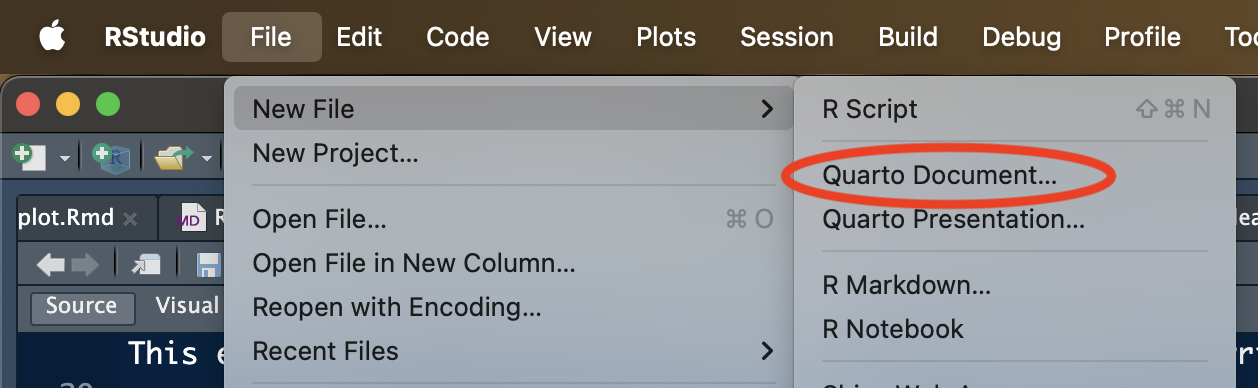 RStudio File Edit Code View Plots Session Build Debug Profile
New File
R Script ⇧ ⌘ N
New Project...
Quarto Document...
plot.Rmd
Open File... ⌘ O
Quarto Presentation...
Open File in New Column...
R Markdown...
Source Visual
Reopen with Encoding...
R Notebook
This
Recent Files